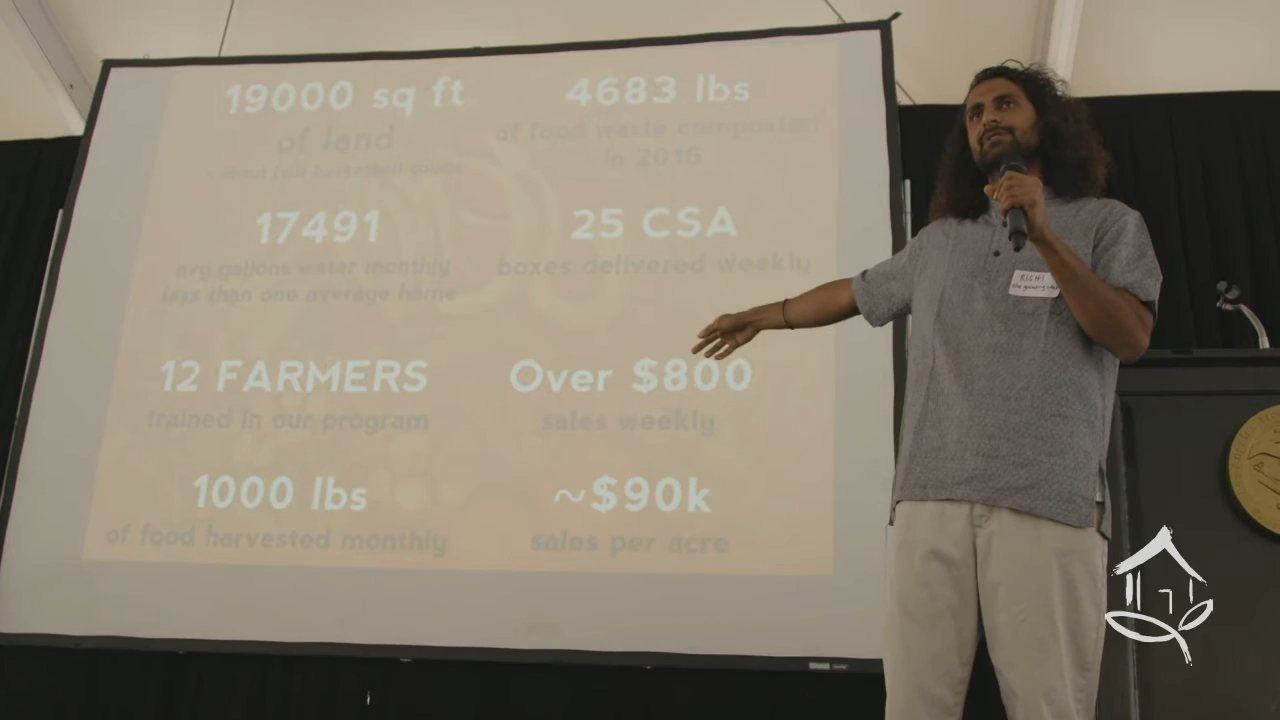 19000 sq ft
of land
4683 lbs
of food waste composted
in 2016
17491
avg gallons water monthly
less than one average home
25 CSA
boxes delivered weekly
12 FARMERS
trained in our program
Over $800
sales weekly
1000 lbs
of food harvested monthly
~$90k
sales per acre
RISHI
the growing